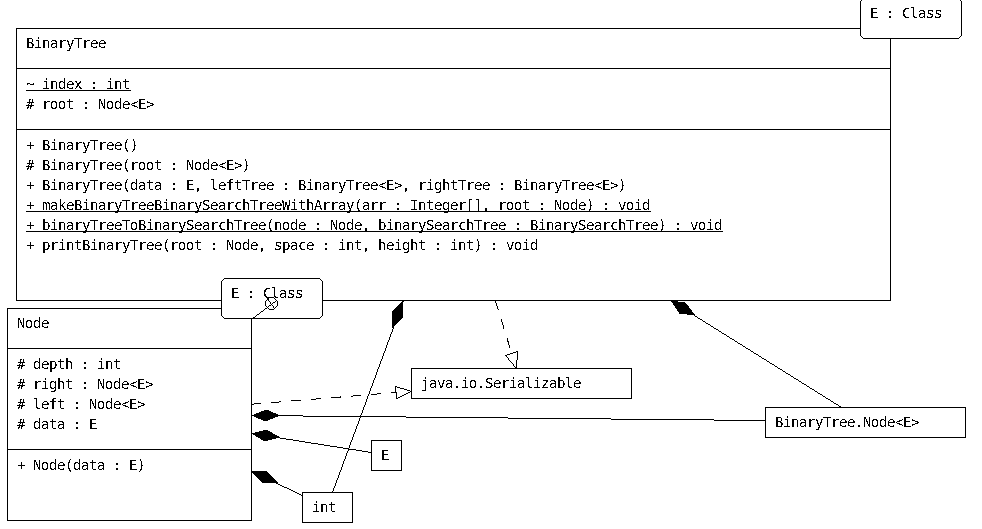 E : Class
BinaryTree
~ index : int
# root : Node<E>
+ BinaryTree()
# BinaryTree(root : Node<E>)
+ BinaryTree(data : E, leftTree : BinaryTree<E>, rightTree : BinaryTree<E>)
+ makeBinaryTreeBinarySearchTreeWithArray(arr : Integer[], root : Node) : void
+ binaryTreeToBinarySearchTree(node : Node, binarySearchTree : BinarySearchTree) : void
+ printBinaryTree(root : Node, space : int, height : int) : void
E : Class
Node
# depth : int
# right : Node<E>
# left : Node<E>
# data : E
+ Node(data : E)
java.io.Serializable
BinaryTree.Node<E>
E
int